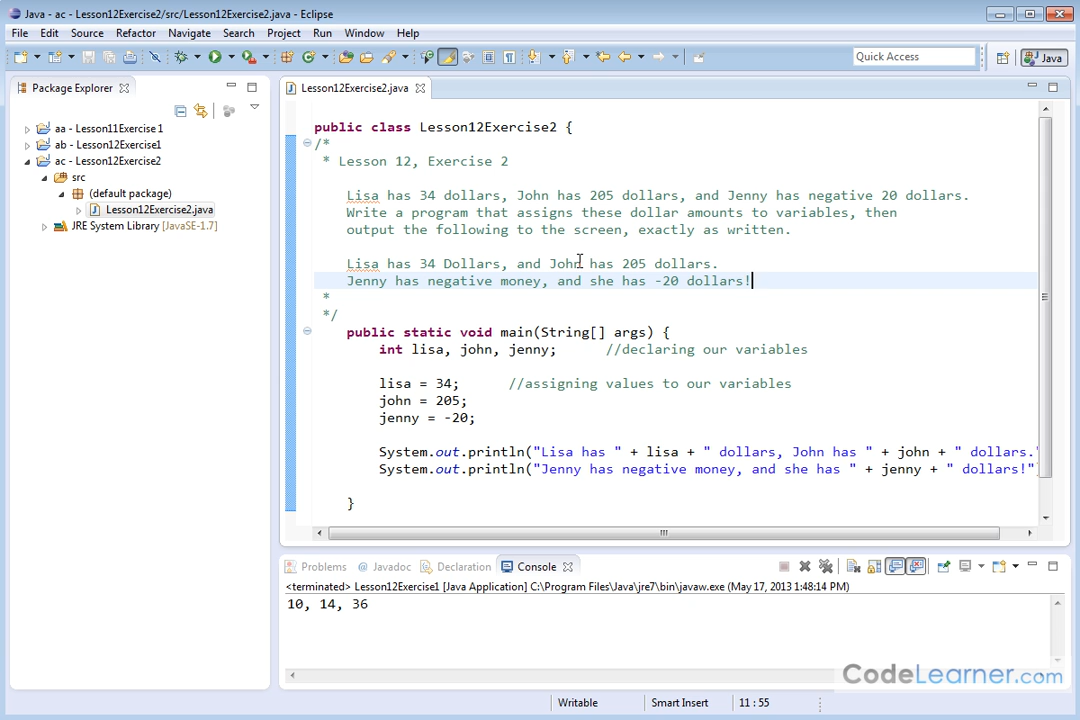 Java - ac - Lesson12Exercise2/src/Lesson12Exercise2.java - Eclipse
File Edit Source Refactor Navigate Search Project Run Window Help
Quick Access
Java
Package Explorer
aa - Lesson11Exercise1
ab - Lesson12Exercise1
ac - Lesson12Exercise2
src
(default package)
Lesson12Exercise2.java
JRE System Library [JavaSE-1.7]
Lesson12Exercise2.java
public class Lesson12Exercise2 {
/*
* Lesson 12, Exercise 2
Lisa has 34 dollars, John has 205 dollars, and Jenny has negative 20 dollars.
Write a program that assigns these dollar amounts to variables, then
output the following to the screen, exactly as written.
Lisa has 34 Dollars, and John has 205 dollars.
Jenny has negative money, and she has -20 dollars!
*
*/
public static void main(String[] args) {
int lisa, john, jenny; //declaring our variables
lisa = 34; //assigning values to our variables
john = 205;
jenny = -20;
System.out.println("Lisa has " + lisa + " dollars, John has " + john + " dollars."
System.out.println("Jenny has negative money, and she has " + jenny + " dollars!")
}
Problems Javadoc Declaration Console
<terminated> Lesson12Exercise1 [Java Application] C:\Program Files\Java\jre7\bin\javaw.exe (May 17, 2013 1:48:14 PM)
10, 14, 36
CodeLearner.com
Writable Smart Insert 11 : 55